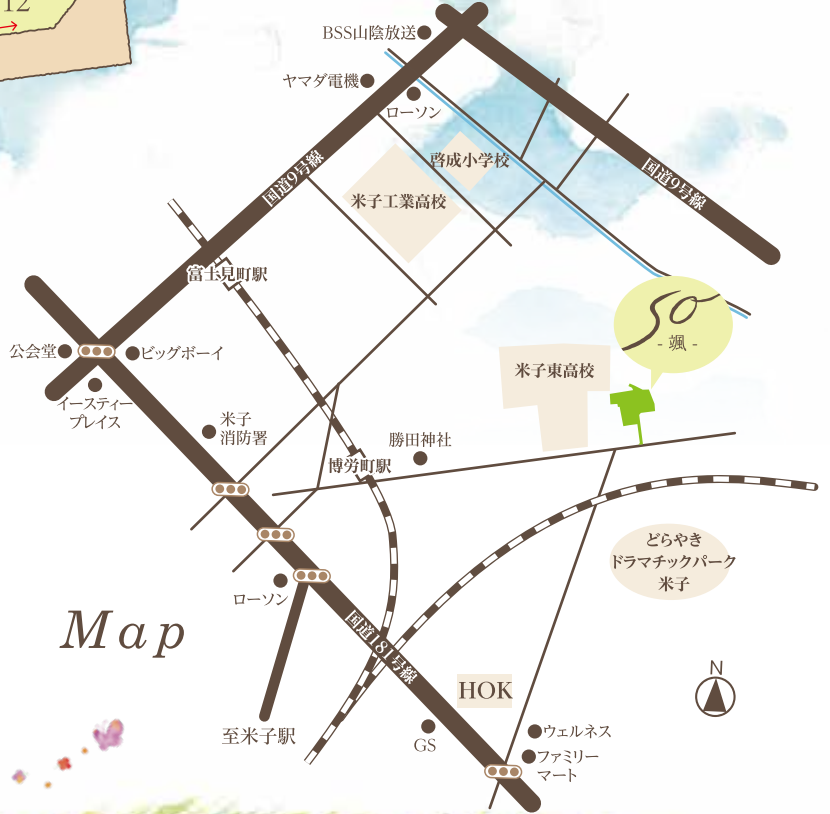 12
BSS山陰放送
ヤマダ電機
ローソン
国道9号線
啓成小学校
米子工業高校
国道9号線
富士見町駅
so
- 颯 -
公会堂
ビッグボーイ
イースティー
プレイス
米子東高校
米子
消防署
勝田神社
博労町駅
どらやき
ドラマチックパーク
米子
ローソン
国道181号線
Map
N
HOK
至米子駅
GS
ウェルネス
ファミリー
マート